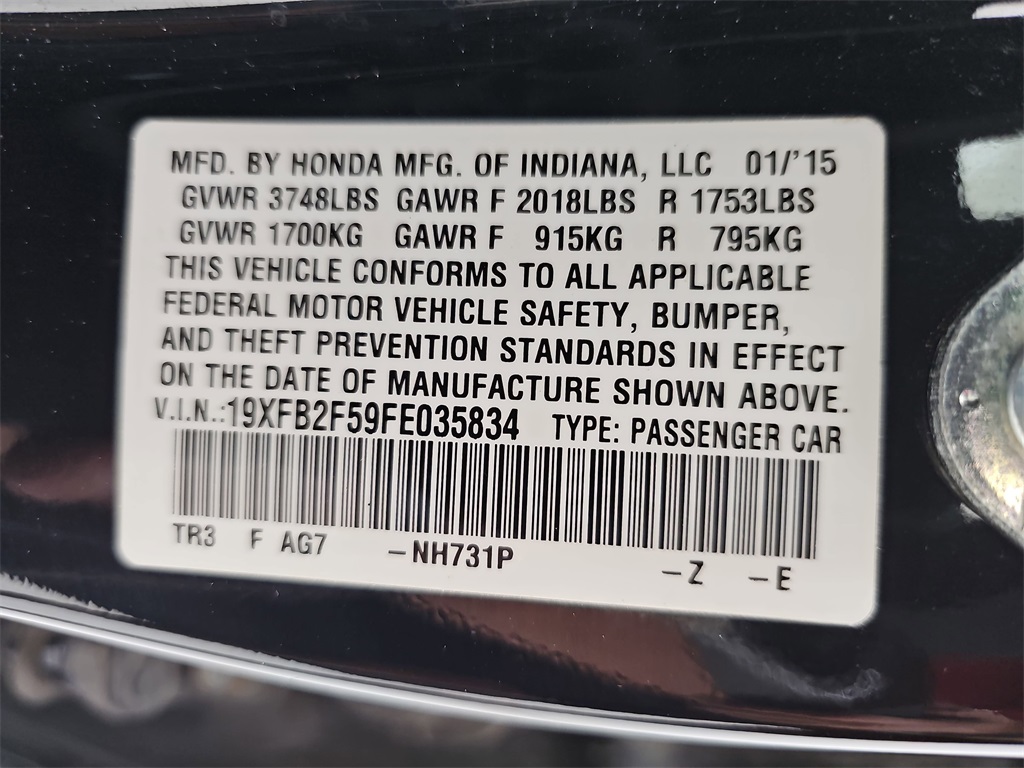 MFD. BY HONDA MFG. OF INDIANA, LLC 01/'15
GVWR 3748LBS GAWR F 2018LBS R 1753LBS
GVWR 1700KG GAWR F 915KG R 795KG
THIS VEHICLE CONFORMS TO ALL APPLICABLE
FEDERAL MOTOR VEHICLE SAFETY, BUMPER,
AND THEFT PREVENTION STANDARDS IN EFFECT
ON THE DATE OF MANUFACTURE SHOWN ABOVE.
V.I.N.:19XFB2F59FE035834 TYPE: PASSENGER CAR
TR3 F AG7 -NH731P -Z -E